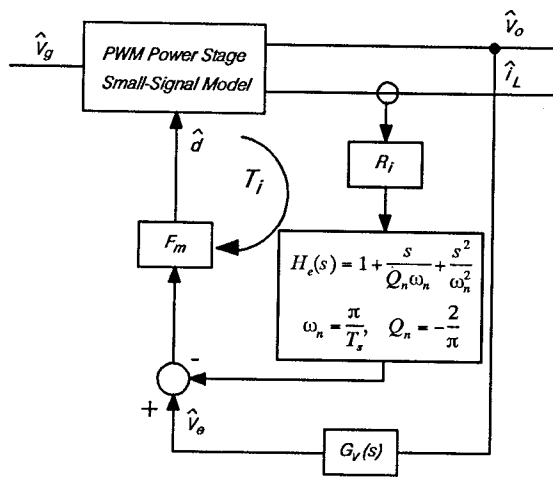 v̂g
PWM Power Stage
Small-Signal Model
v̂o
îL
d̂
Ti
Ri
Fm
He(s) = 1 + s/(Qnωn) + s²/ωn²
ωn = π/Ts, Qn = -2/π
-
+
v̂e
Gv(s)